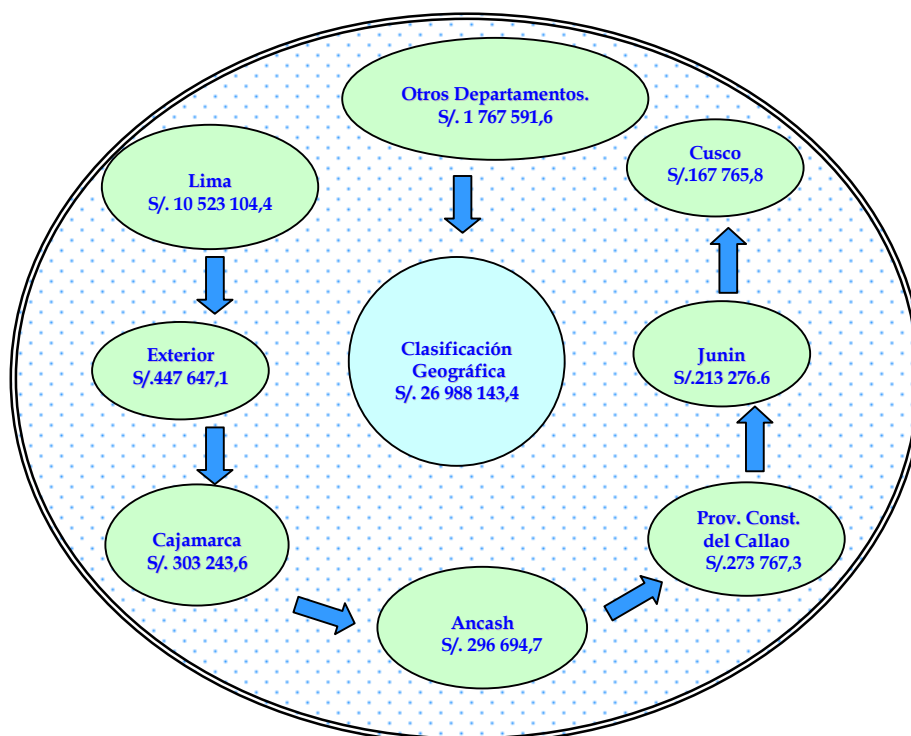 Otros Departamentos.
S/. 1 767 591,6
Cusco
S/.167 765,8
Lima
S/. 10 523 104,4
Clasificación
Geográfica
S/. 26 988 143,4
Exterior
S/.447 647,1
Junin
S/.213 276.6
Cajamarca
S/. 303 243,6
Prov. Const.
del Callao
S/.273 767,3
Ancash
S/. 296 694,7